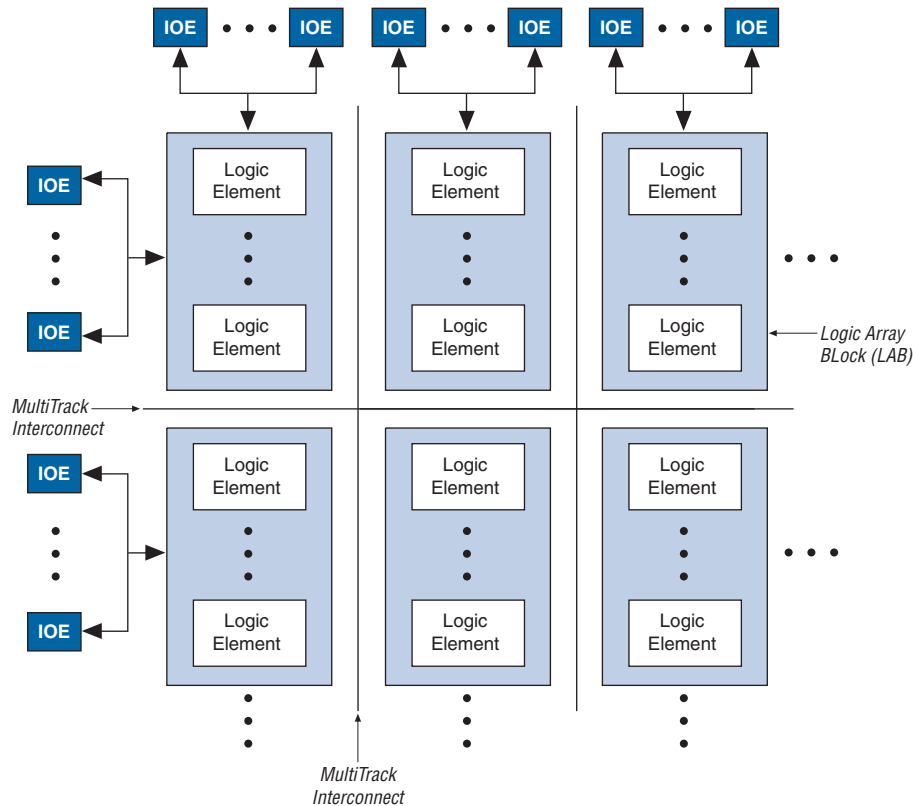 IOE IOE IOE IOE IOE IOE
Logic Element
Logic Element
Logic Element
IOE
IOE
Logic Element
Logic Element
Logic Element
Logic Array
BLock (LAB)
MultiTrack
Interconnect
Logic Element
Logic Element
Logic Element
IOE
IOE
Logic Element
Logic Element
Logic Element
MultiTrack
Interconnect